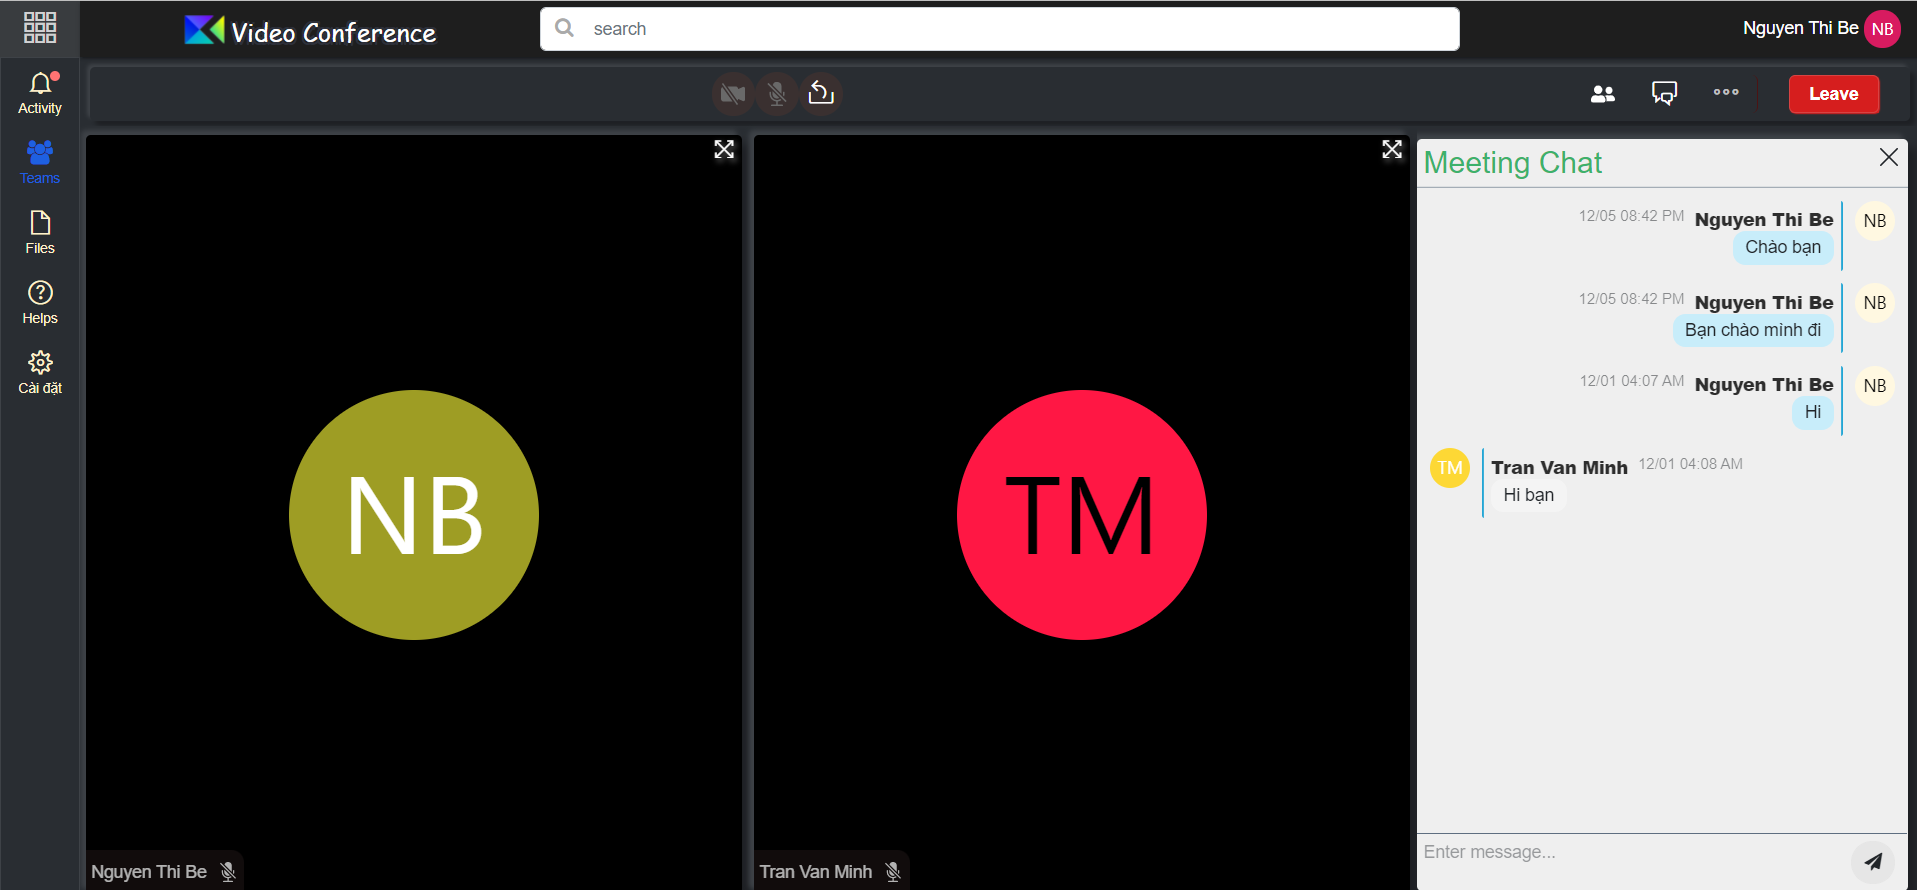 Video Conference
search
Nguyen Thi Be NB
Activity
Teams
Files
Helps
Cài đặt
Leave
NB
Nguyen Thi Be
TM
Tran Van Minh
Meeting Chat
12/05 08:42 PM Nguyen Thi Be NB
Chào bạn
12/05 08:42 PM Nguyen Thi Be NB
Bạn chào mình đi
12/01 04:07 AM Nguyen Thi Be NB
Hi
TM Tran Van Minh 12/01 04:08 AM
Hi bạn
Enter message...